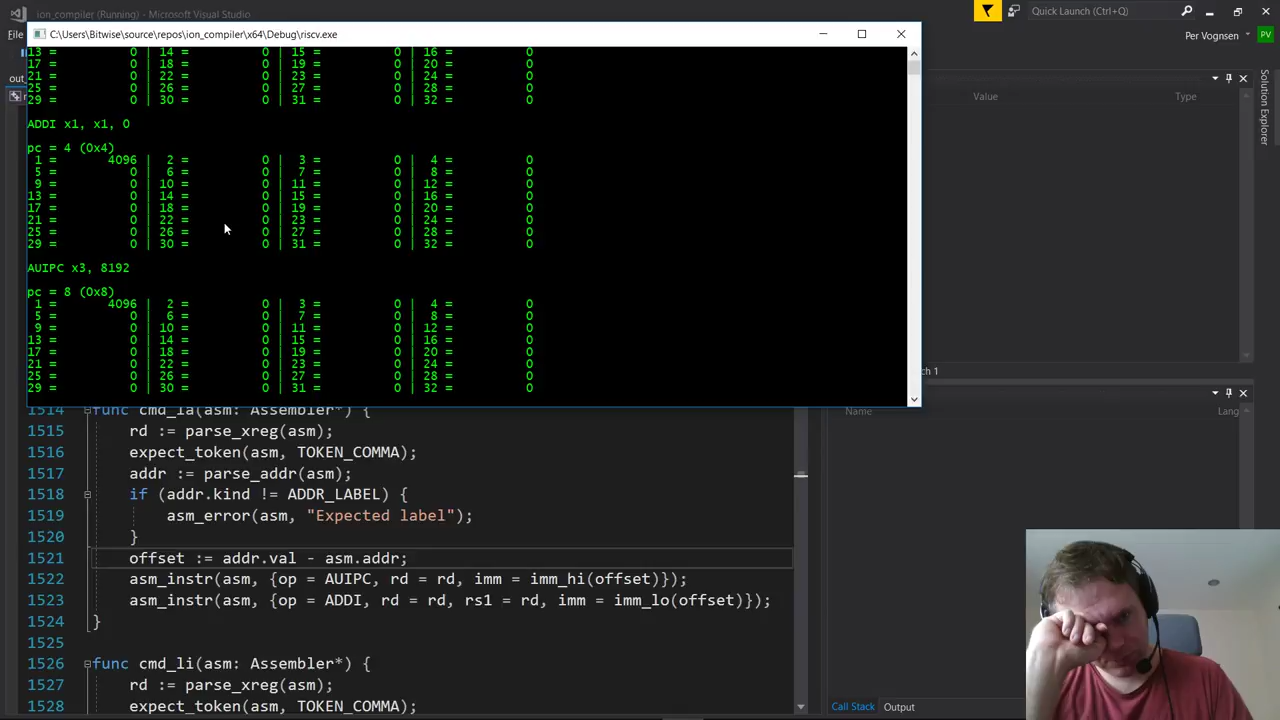 ion_compiler (Running) - Microsoft Visual Studio
Quick Launch (Ctrl+Q)
File
Per Vognsen
PV
C:\Users\Bitwise\source\repos\ion_compiler\x64\Debug\riscv.exe
13 = 0 | 14 = 0 | 15 = 0 | 16 = 0
17 = 0 | 18 = 0 | 19 = 0 | 20 = 0
21 = 0 | 22 = 0 | 23 = 0 | 24 = 0
25 = 0 | 26 = 0 | 27 = 0 | 28 = 0
29 = 0 | 30 = 0 | 31 = 0 | 32 = 0
ADDI x1, x1, 0
pc = 4 (0x4)
1 = 4096 | 2 = 0 | 3 = 0 | 4 = 0
5 = 0 | 6 = 0 | 7 = 0 | 8 = 0
9 = 0 | 10 = 0 | 11 = 0 | 12 = 0
13 = 0 | 14 = 0 | 15 = 0 | 16 = 0
17 = 0 | 18 = 0 | 19 = 0 | 20 = 0
21 = 0 | 22 = 0 | 23 = 0 | 24 = 0
25 = 0 | 26 = 0 | 27 = 0 | 28 = 0
29 = 0 | 30 = 0 | 31 = 0 | 32 = 0
AUIPC x3, 8192
pc = 8 (0x8)
1 = 4096 | 2 = 0 | 3 = 0 | 4 = 0
5 = 0 | 6 = 0 | 7 = 0 | 8 = 0
9 = 0 | 10 = 0 | 11 = 0 | 12 = 0
13 = 0 | 14 = 0 | 15 = 0 | 16 = 0
17 = 0 | 18 = 0 | 19 = 0 | 20 = 0
21 = 0 | 22 = 0 | 23 = 0 | 24 = 0
25 = 0 | 26 = 0 | 27 = 0 | 28 = 0
29 = 0 | 30 = 0 | 31 = 0 | 32 = 0
Value Type
Solution Explorer
Team Explorer
Name Lang
1514 func cmd_la(asm: Assembler*) {
1515 rd := parse_xreg(asm);
1516 expect_token(asm, TOKEN_COMMA);
1517 addr := parse_addr(asm);
1518 if (addr.kind != ADDR_LABEL) {
1519 asm_error(asm, "Expected label");
1520 }
1521 offset := addr.val - asm.addr;
1522 asm_instr(asm, {op = AUIPC, rd = rd, imm = imm_hi(offset)});
1523 asm_instr(asm, {op = ADDI, rd = rd, rs1 = rd, imm = imm_lo(offset)});
1524 }
1525
1526 func cmd_li(asm: Assembler*) {
1527 rd := parse_xreg(asm);
1528 expect_token(asm, TOKEN_COMMA);
Call Stack Output